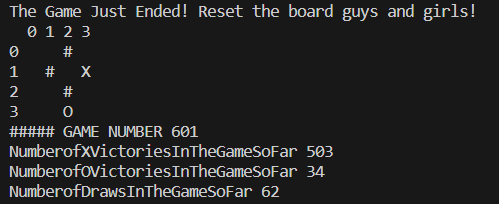 The Game Just Ended! Reset the board guys and girls!
  0 1 2 3
0     #
1   #   X
2     #
3     O
##### GAME NUMBER 601
NumberofXVictoriesInTheGameSoFar 503
NumberofOVictoriesInTheGameSoFar 34
NumberofDrawsInTheGameSoFar 62